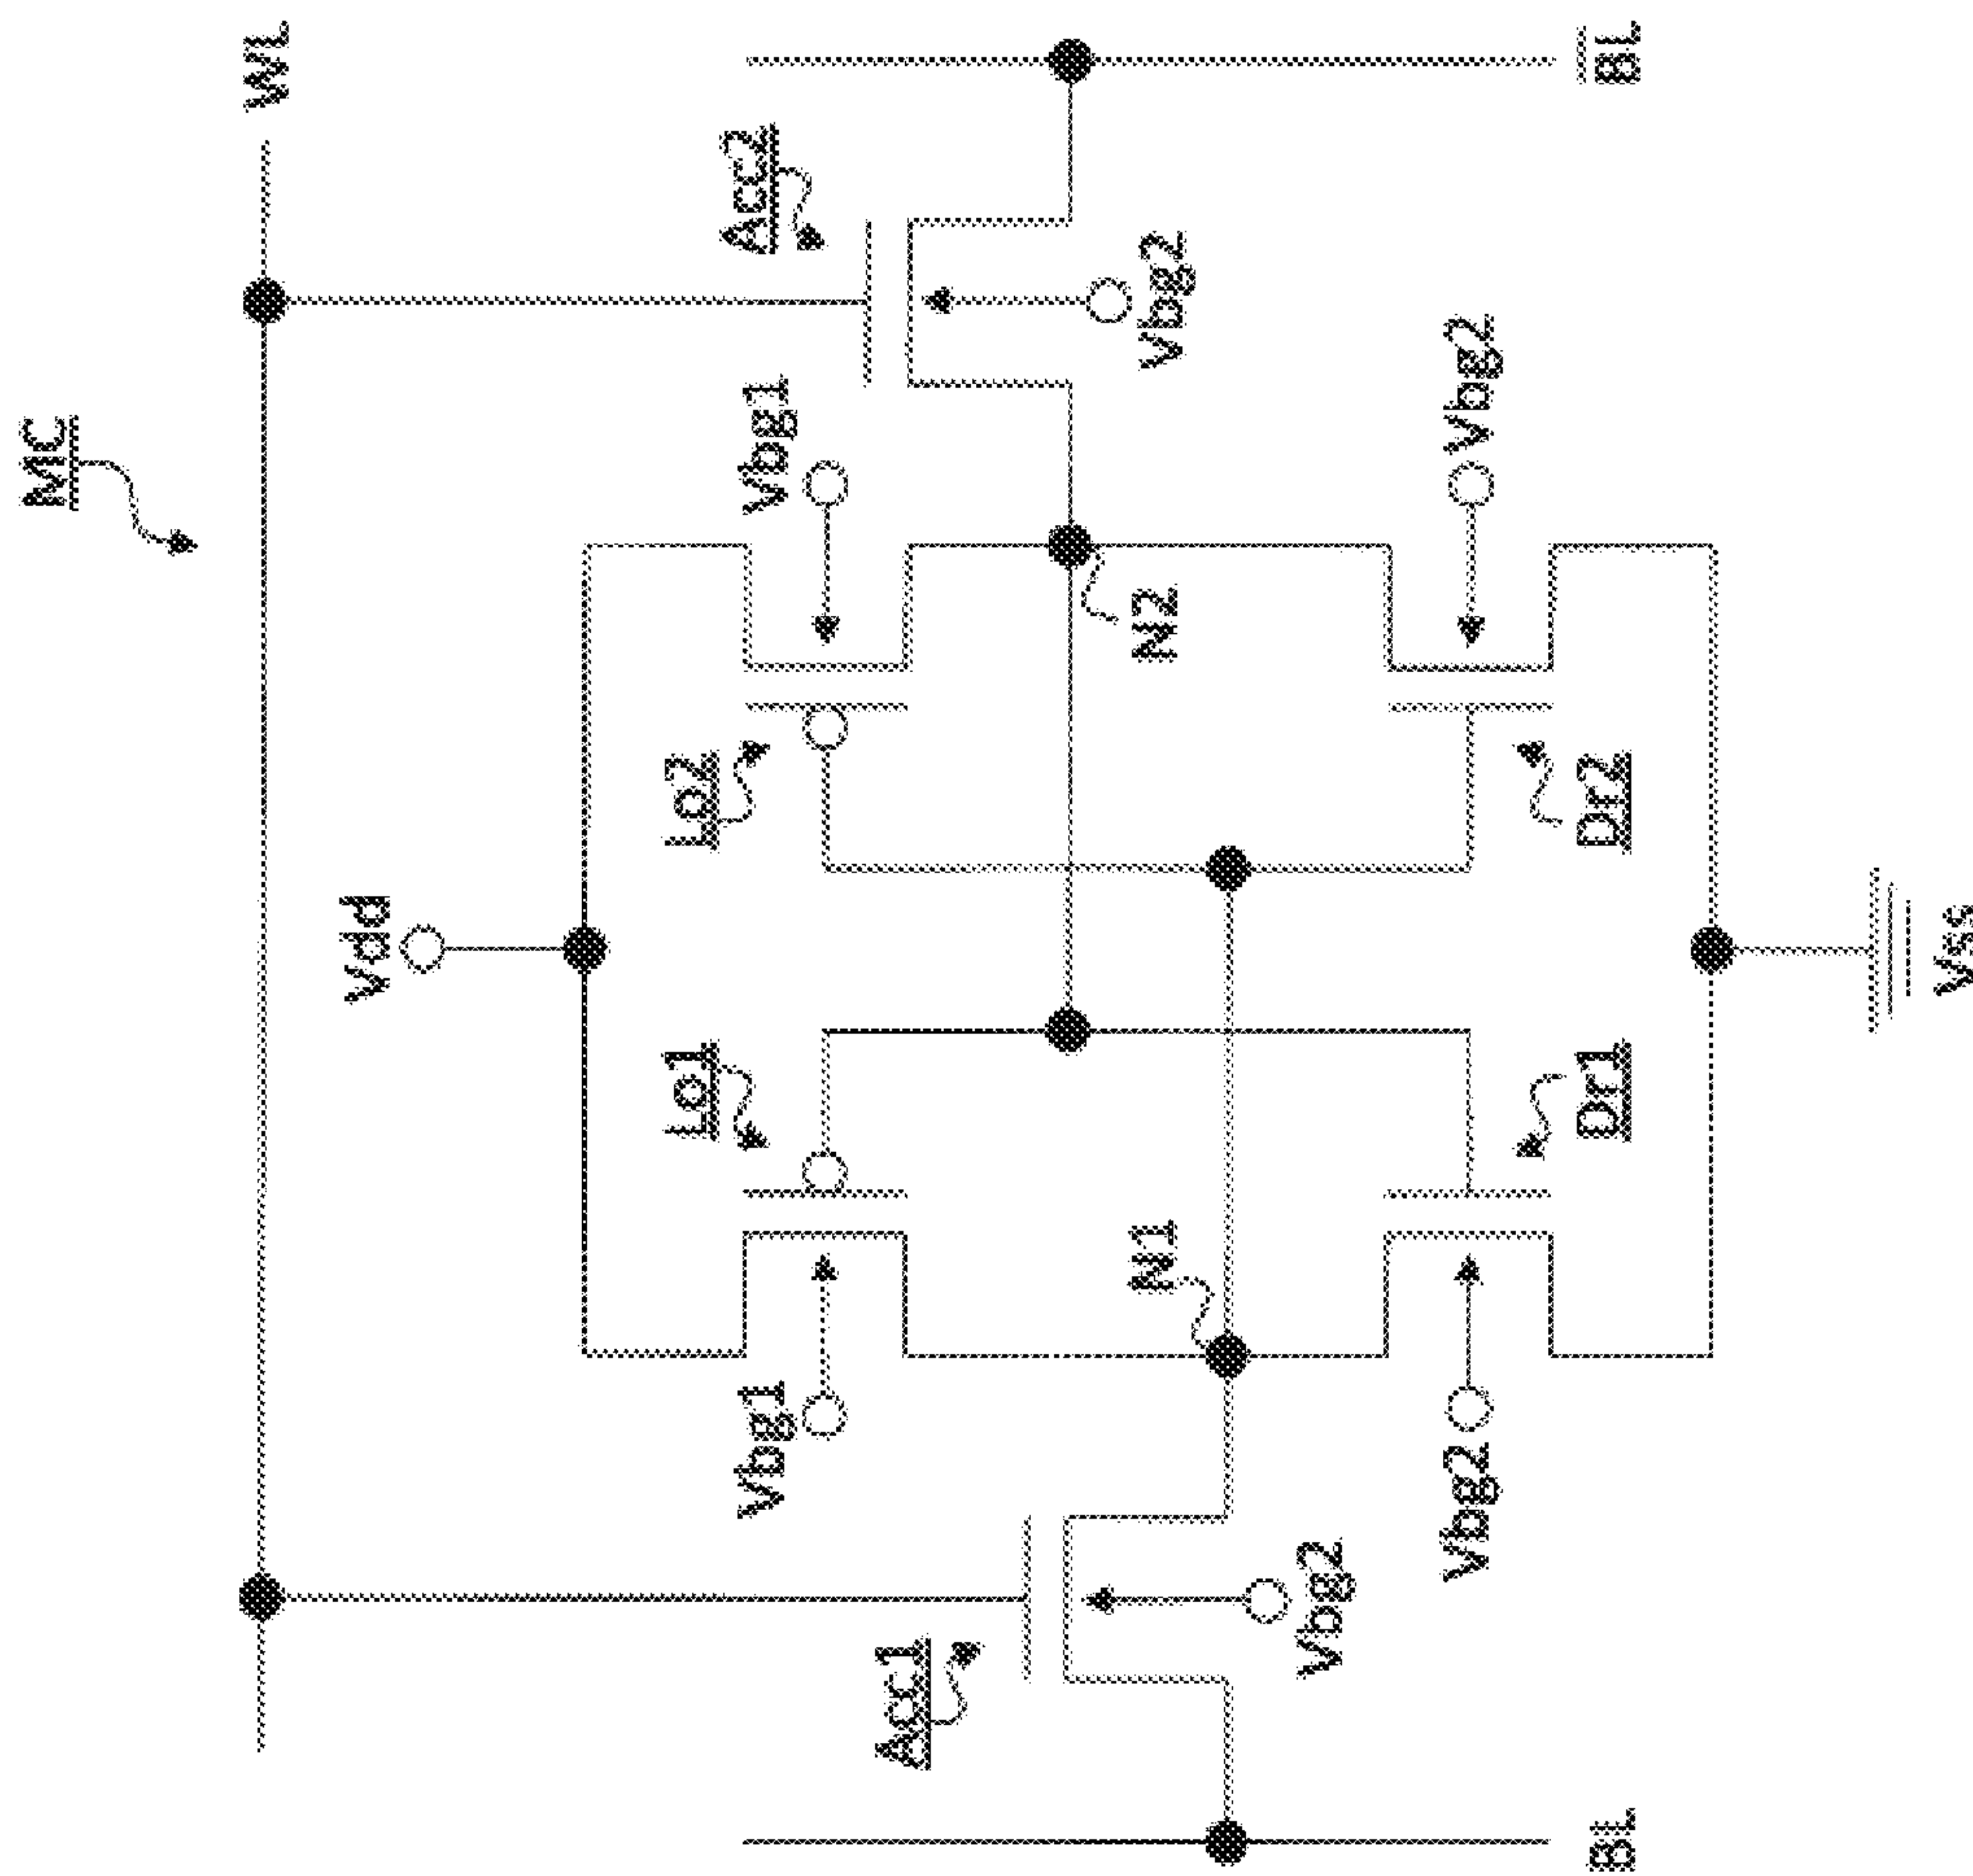 MC
WL
Vdd
Lo1
Lo2
Vbg1
Vbg1
Acc1
Acc2
Vbg2
Vbg2
N1
N2
Vbg2
Vbg2
Dr1
Dr2
BL
B̅L̅
Vss